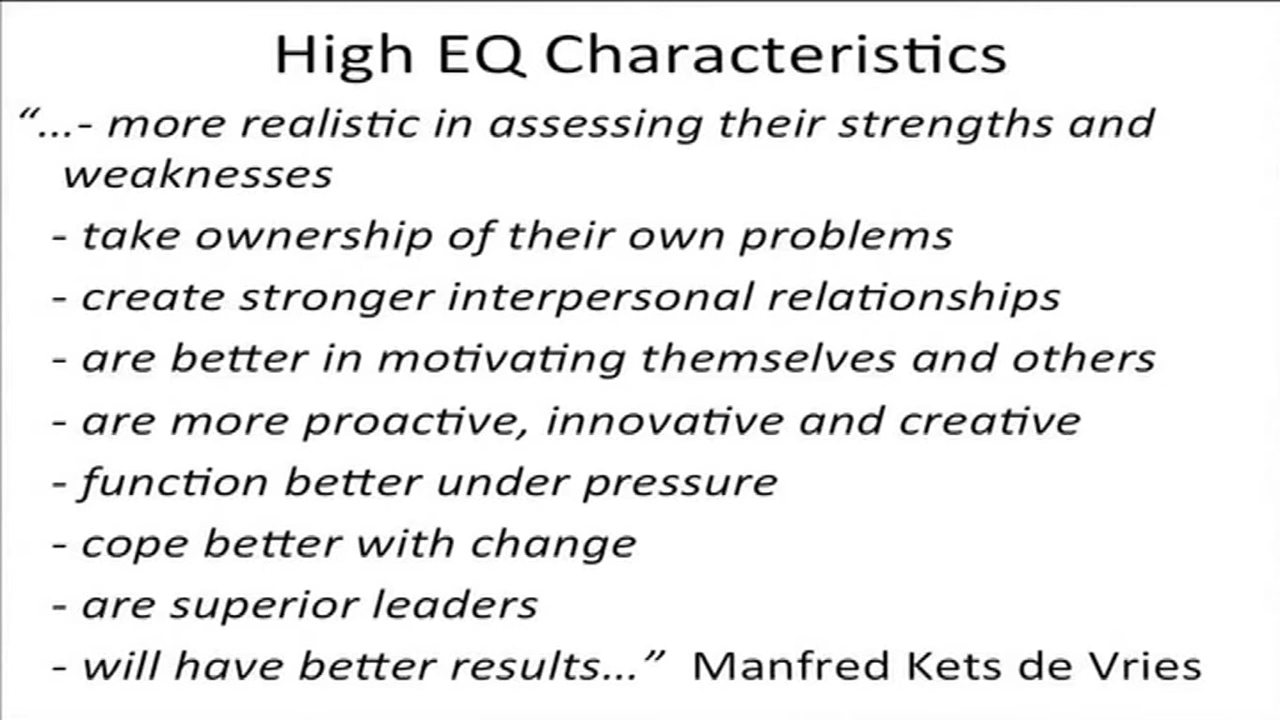 High EQ Characteristics
“...- more realistic in assessing their strengths and
weaknesses
- take ownership of their own problems
- create stronger interpersonal relationships
- are better in motivating themselves and others
- are more proactive, innovative and creative
- function better under pressure
- cope better with change
- are superior leaders
- will have better results...” Manfred Kets de Vries